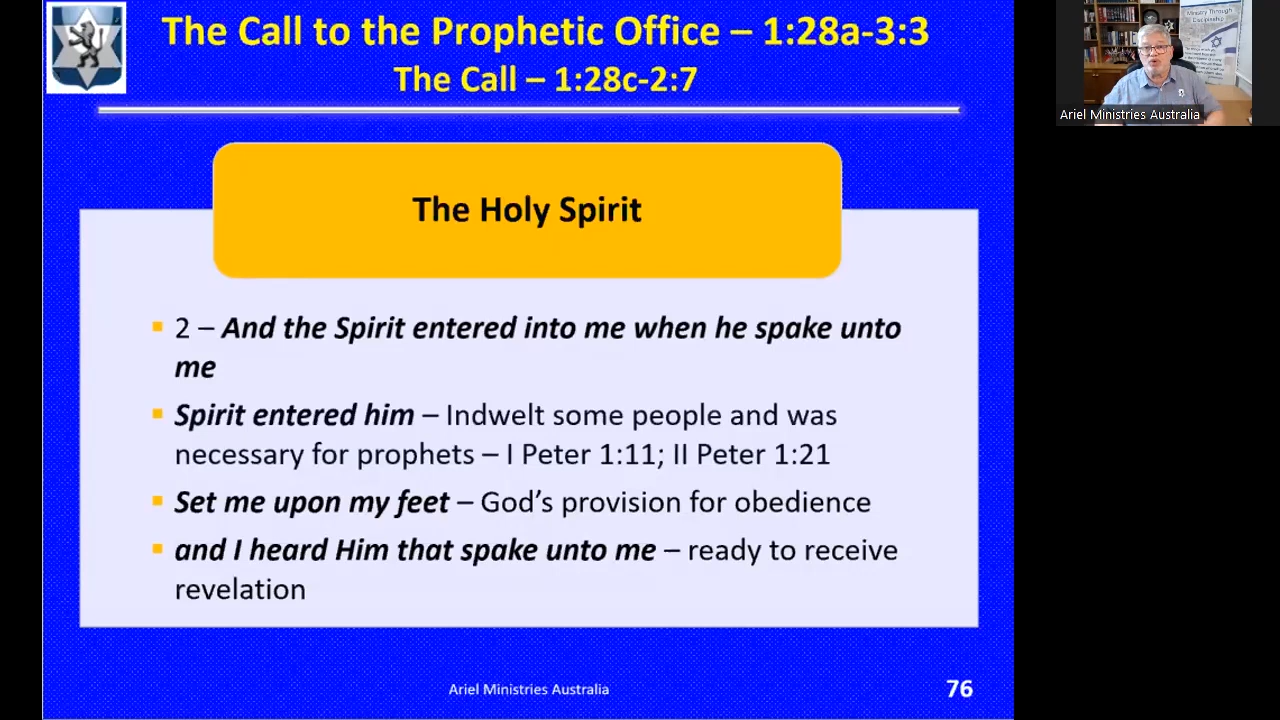 The Call to the Prophetic Office – 1:28a-3:3
The Call – 1:28c-2:7
The Holy Spirit
▪ 2 – And the Spirit entered into me when he spake unto
me
▪ Spirit entered him – Indwelt some people and was
necessary for prophets – I Peter 1:11; II Peter 1:21
▪ Set me upon my feet – God’s provision for obedience
▪ and I heard Him that spake unto me – ready to receive
revelation
Ariel Ministries Australia
76
Ministry Through
Discipleship
Ariel Ministries Australia